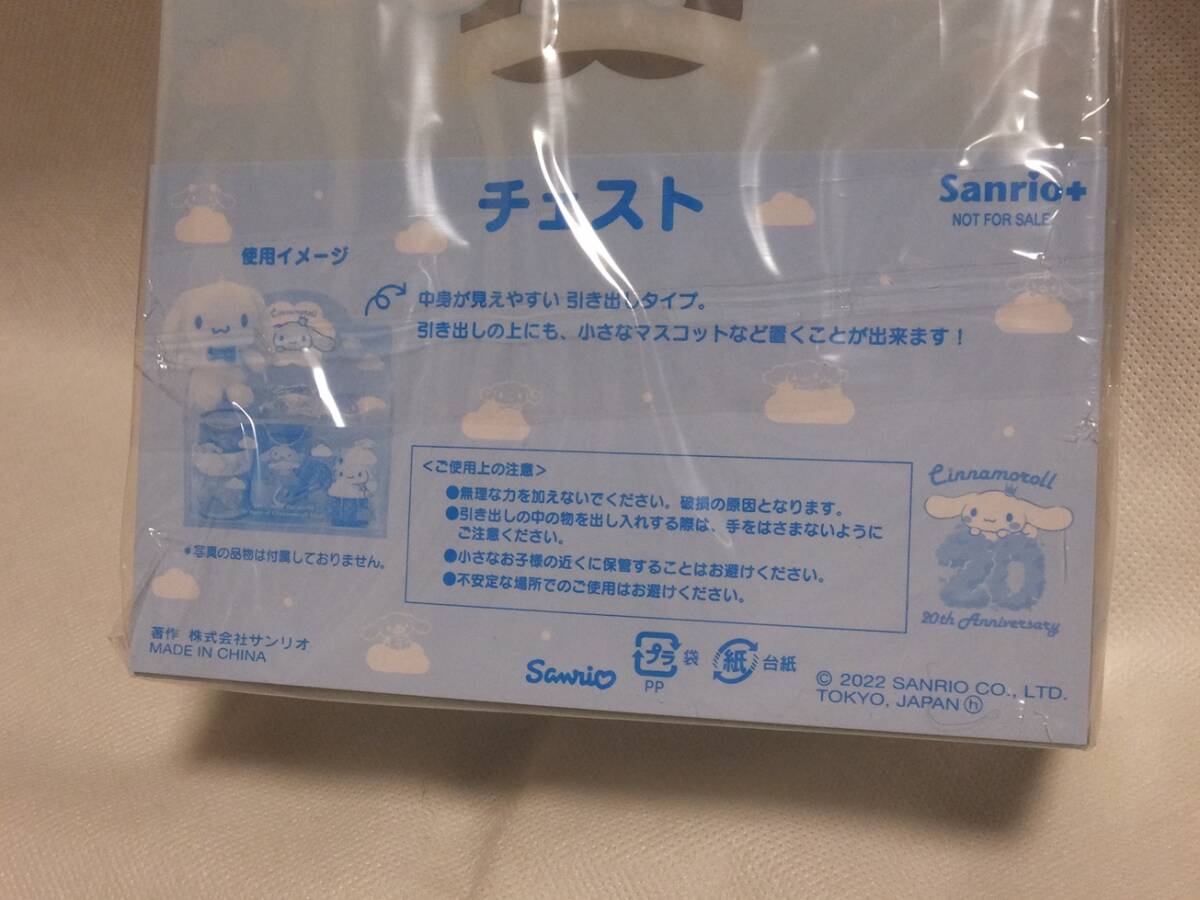 チェスト
Sanrio+
NOT FOR SALE
使用イメージ
中身が見えやすい 引き出しタイプ。
引き出しの上にも、小さなマスコットなど置くことが出来ます!
Cinnamoroll
*写真の品物は付属しておりません。
<ご使用上の注意>
●無理な力を加えないでください。破損の原因となります。
●引き出しの中の物を出し入れする際は、手をはさまないように
ご注意ください。
●小さなお子様の近くに保管することはお避けください。
●不安定な場所でのご使用はお避けください。
Cinnamoroll
20
20th Anniversary
著作 株式会社サンリオ
MADE IN CHINA
Sanrio
プラ 袋
PP
紙 台紙
© 2022 SANRIO CO., LTD.
TOKYO, JAPAN ⓗ